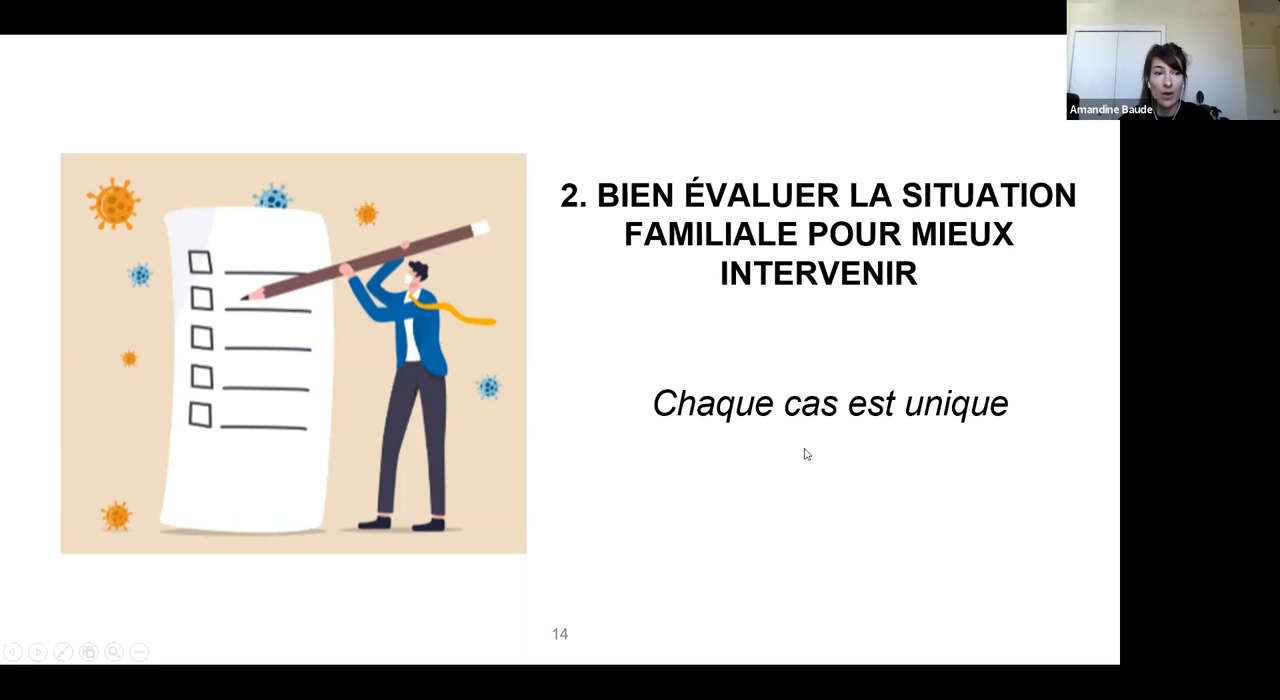 Amandine Baude
2. BIEN ÉVALUER LA SITUATION
FAMILIALE POUR MIEUX
INTERVENIR
Chaque cas est unique
14